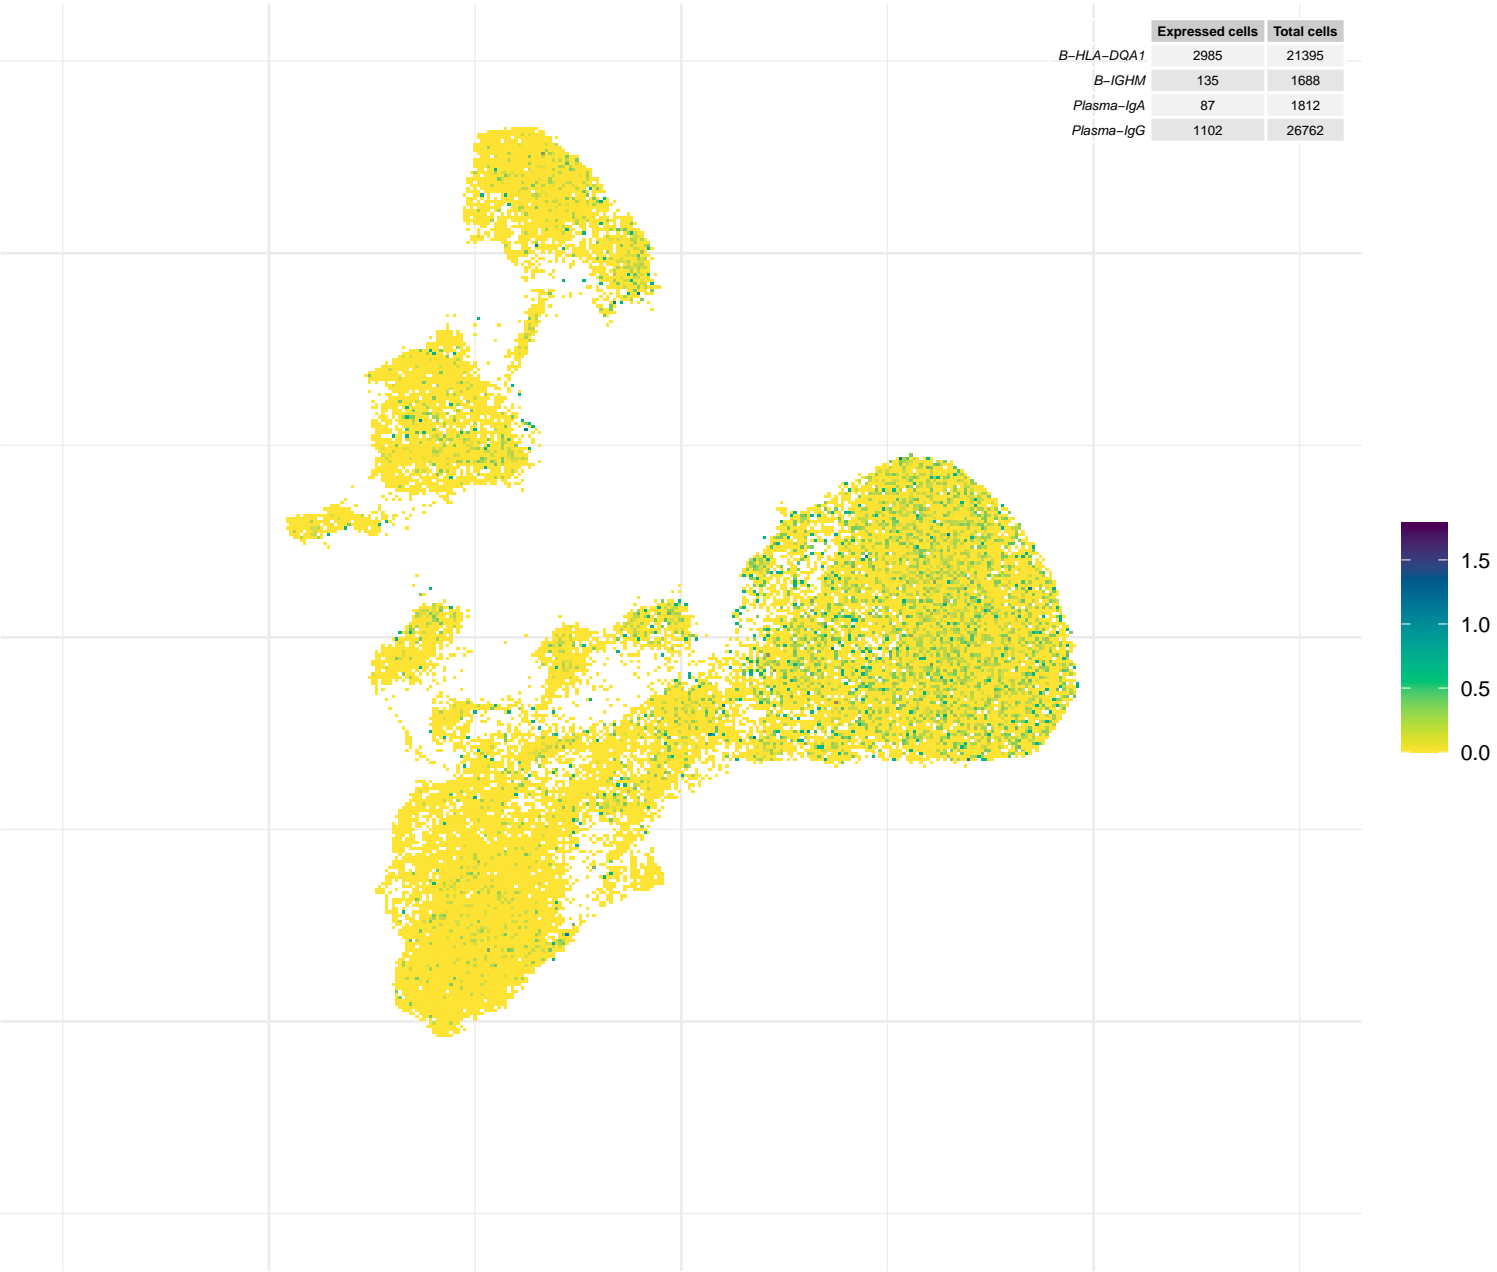 Expressed cells Total cells
B−HLA−DQA1 2985 21395
B−IGHM 135 1688
Plasma−IgA 87 1812
Plasma−IgG 1102 26762
1.5
1.0
0.5
0.0